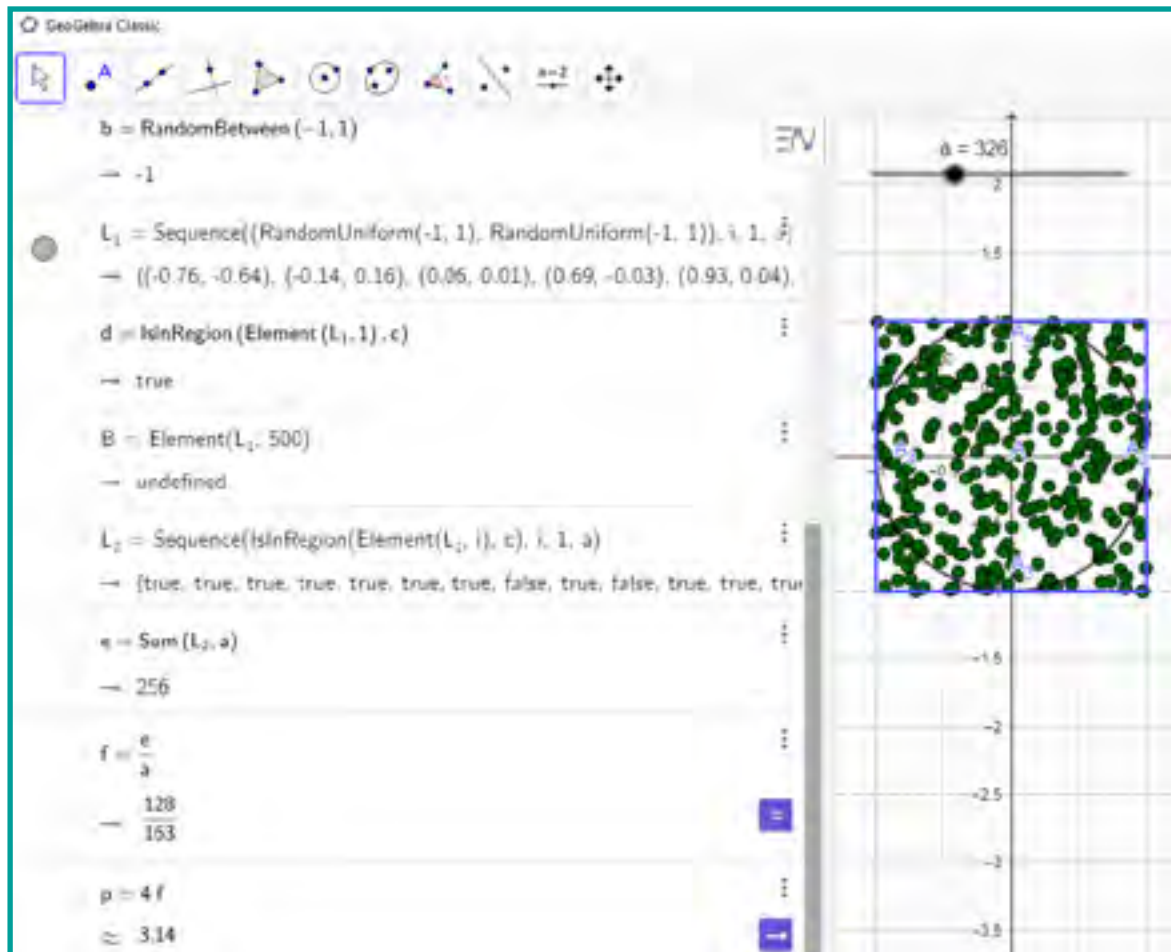 GeoGebra Classic
A
a=2
b = RandomBetween (−1, 1)
→ -1
L₁ = Sequence((RandomUniform(-1, 1), RandomUniform(-1, 1)), i, 1,
→ {(-0.76, -0.64), (-0.14, 0.16), (0.06, 0.01), (0.69, -0.03), (0.93, 0.04),
d = IsInRegion (Element (L₁, 1), c)
→ true
B = Element(L₁, 500)
→ undefined
L₂ = Sequence(IsInRegion(Element(L₁, i), c), i, 1, a)
→ {true, true, true, true, true, true, true, false, true, false, true, true, true
e = Sum (L₂, a)
→ 256
f = e
a
→ 128
163
p = 4 f
≈ 3.14
a = 326
2
1.5
−1.5
−2
−2.5
−3
−3.5